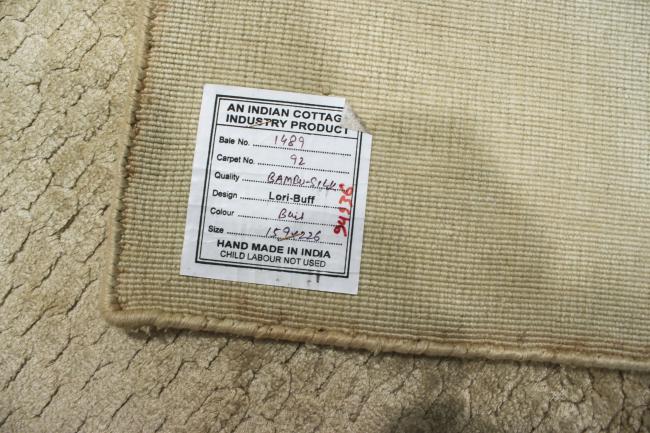 AN INDIAN COTTAG
INDUSTRY PRODUCT
Bale No. 1489
Carpet No. 92
Quality BAMBU-SILK
Design Lori-Buff
Colour
Size 159x226
HAND MADE IN INDIA
CHILD LABOUR NOT USED
94336